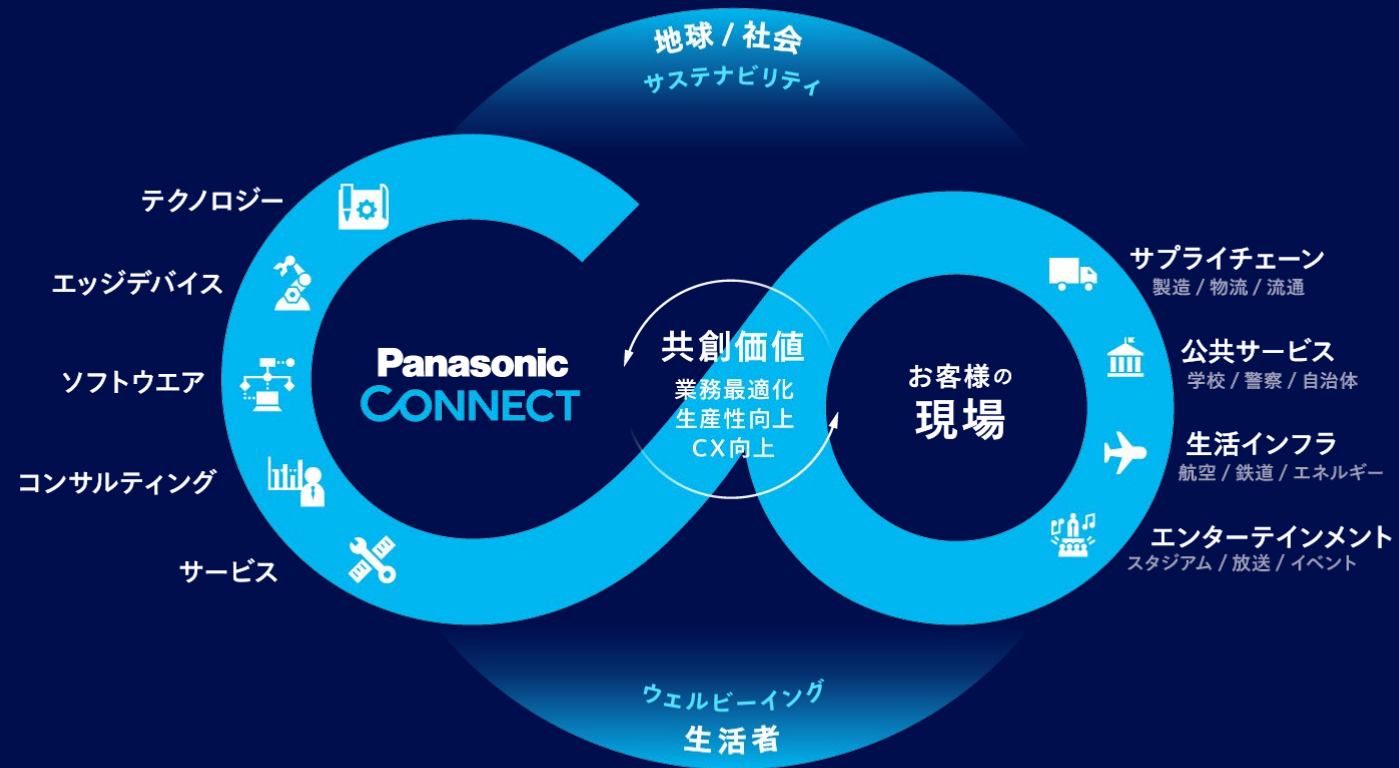 地球 / 社会
サステナビリティ
テクノロジー
エッジデバイス
ソフトウエア
コンサルティング
サービス
Panasonic
CONNECT
共創価値
業務最適化
生産性向上
CX向上
お客様の
現場
サプライチェーン
製造 / 物流 / 流通
公共サービス
学校 / 警察 / 自治体
生活インフラ
航空 / 鉄道 / エネルギー
エンターテインメント
スタジアム / 放送 / イベント
ウェルビーイング
生活者